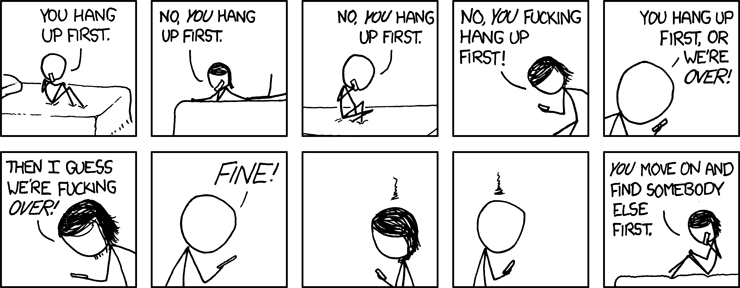 YOU HANG
UP FIRST.
NO, YOU HANG
UP FIRST.
NO, YOU HANG
UP FIRST.
NO, YOU FUCKING
HANG UP
FIRST!
YOU HANG UP
FIRST, OR
WE'RE
OVER!
THEN I GUESS
WE'RE FUCKING
OVER!
FINE!
YOU MOVE ON AND
FIND SOMEBODY
ELSE
FIRST.